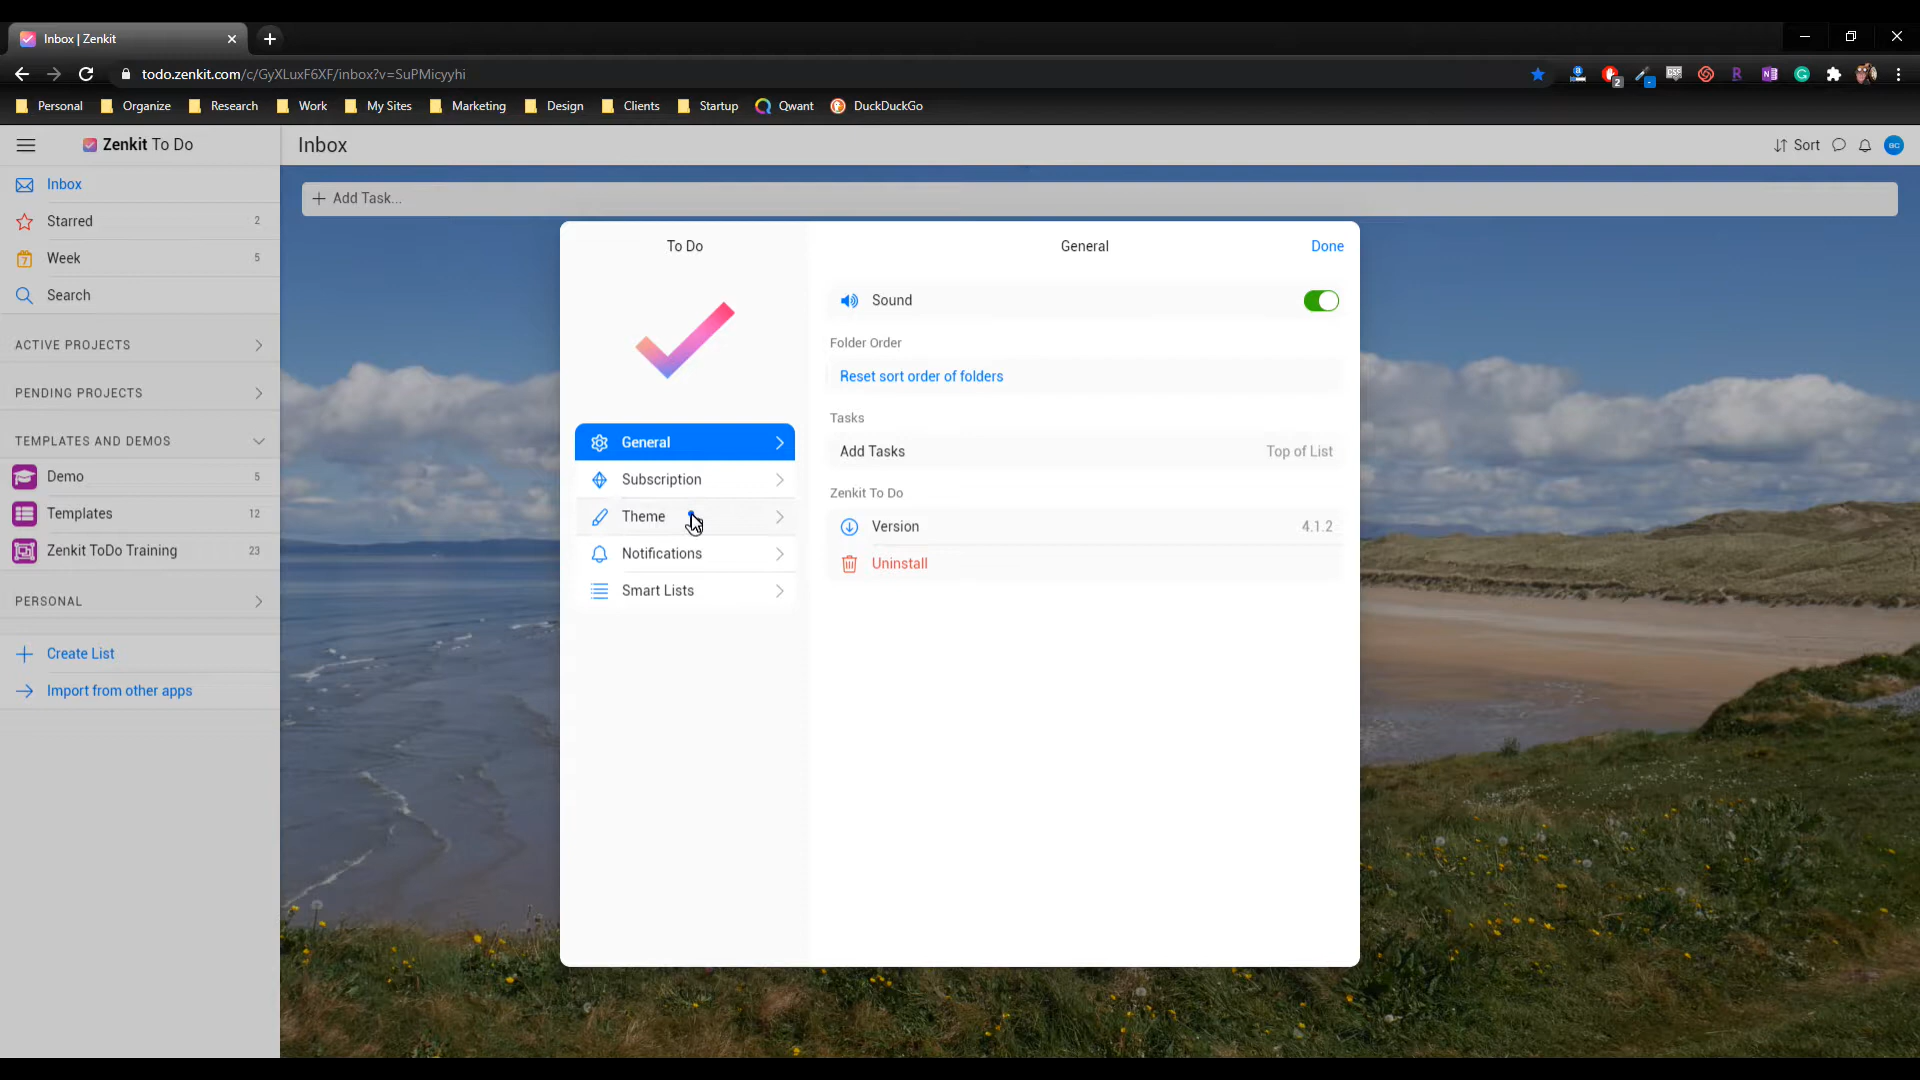 Inbox | Zenkit
todo.zenkit.com/c/GyXLuxF6XF/inbox?v=SuPMicyyhi
2
Personal Organize Research Work My Sites Marketing Design Clients Startup Qwant DuckDuckGo
Zenkit To Do
Inbox
Sort
BC
Inbox
Starred 2
7 Week 5
Search
ACTIVE PROJECTS
PENDING PROJECTS
TEMPLATES AND DEMOS
Demo 5
Templates 12
Zenkit ToDo Training 23
PERSONAL
Create List
Import from other apps
Add Task...
To Do
General
Subscription
Theme
Notifications
Smart Lists
General
Done
Sound
Folder Order
Reset sort order of folders
Tasks
Add Tasks Top of List
Zenkit To Do
Version 4.1.2
Uninstall